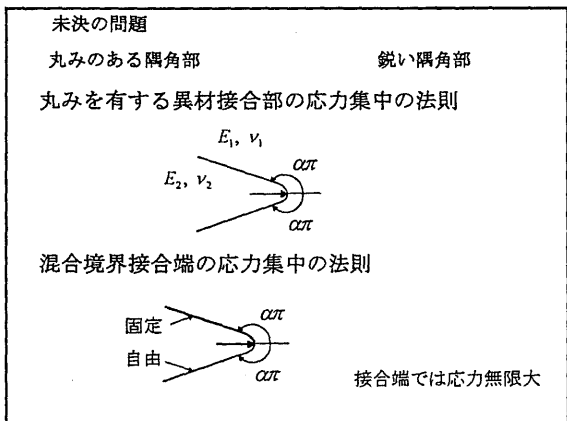 未決の問題
丸みのある隅角部 鋭い隅角部
丸みを有する異材接合部の応力集中の法則
E₁, ν₁
απ
E₂, ν₂
απ
混合境界接合端の応力集中の法則
απ
固定
自由
απ
接合端では応力無限大